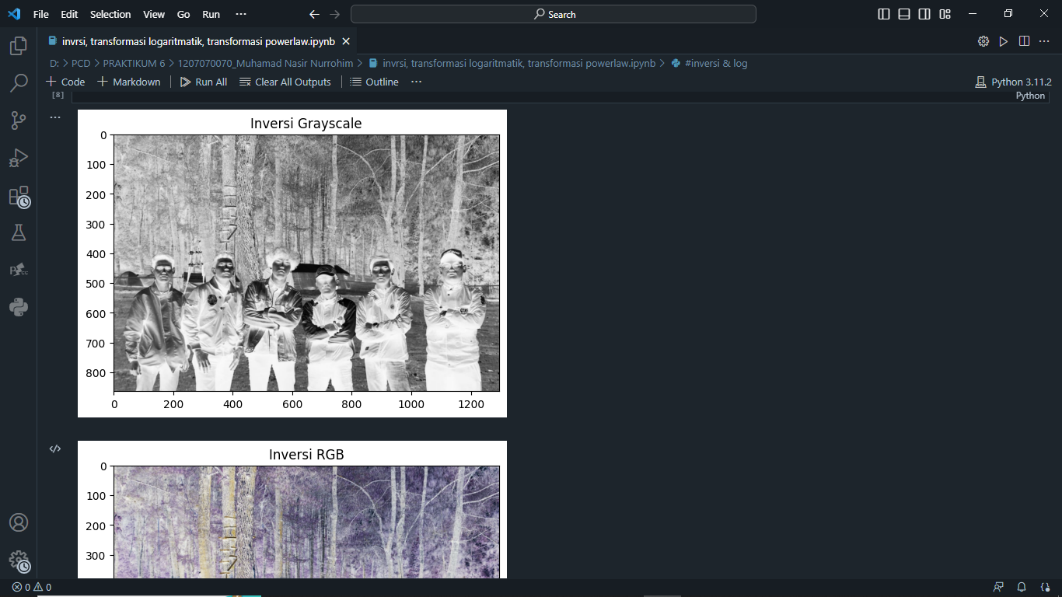 File Edit Selection View Go Run ··· Search
invrsi, transformasi logaritmatik, transformasi powerlaw.ipynb
D: > PCD > PRAKTIKUM 6 > 1207070070_Muhamad Nasir Nurrohim > invrsi, transformasi logaritmatik, transformasi powerlaw.ipynb > #inversi & log
+ Code + Markdown Run All Clear All Outputs Outline ··· Python 3.11.2
[8] Python
Inversi Grayscale
0
100
200
300
400
500
600
700
800
0 200 400 600 800 1000 1200
Inversi RGB
0
100
200
300
0 0